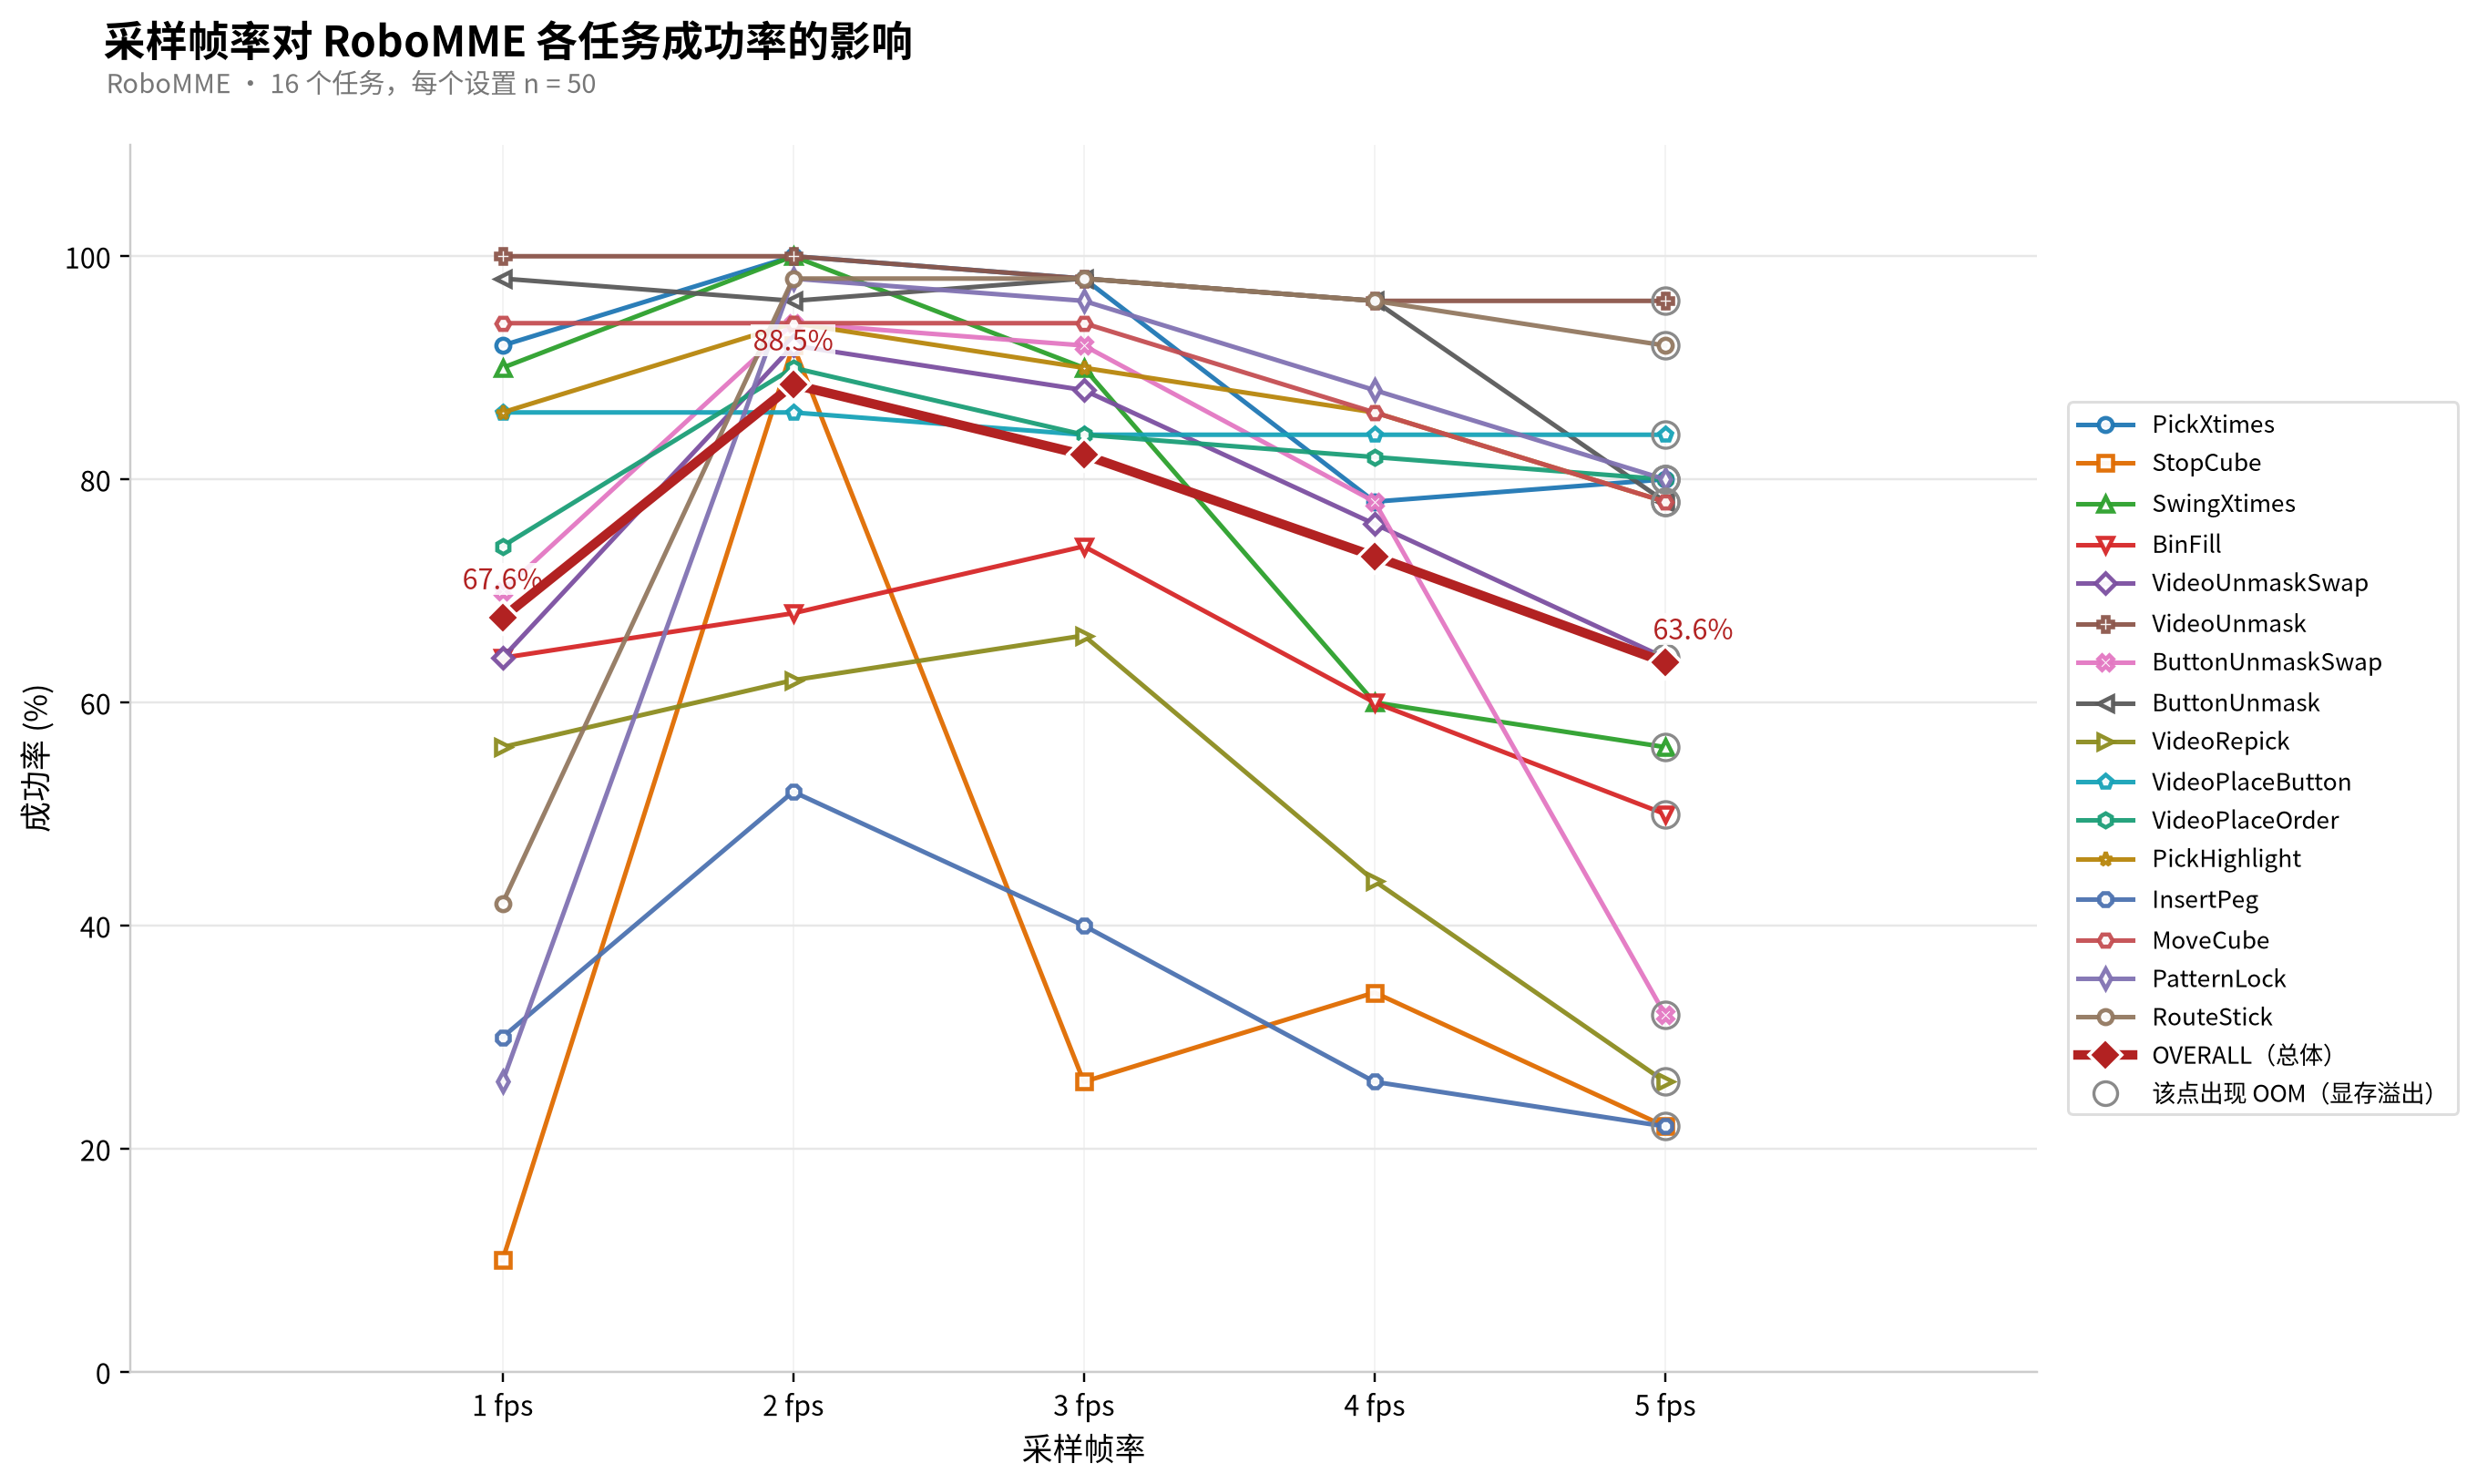 采样帧率对 RoboMME 各任务成功率的影响
RoboMME · 16 个任务，每个设置 n = 50
成功率 (%)
100
80
60
40
20
0
67.6%
88.5%
63.6%
1 fps
2 fps
3 fps
4 fps
5 fps
采样帧率
PickXtimes
StopCube
SwingXtimes
BinFill
VideoUnmaskSwap
VideoUnmask
ButtonUnmaskSwap
ButtonUnmask
VideoRepick
VideoPlaceButton
VideoPlaceOrder
PickHighlight
InsertPeg
MoveCube
PatternLock
RouteStick
OVERALL（总体）
该点出现 OOM（显存溢出）